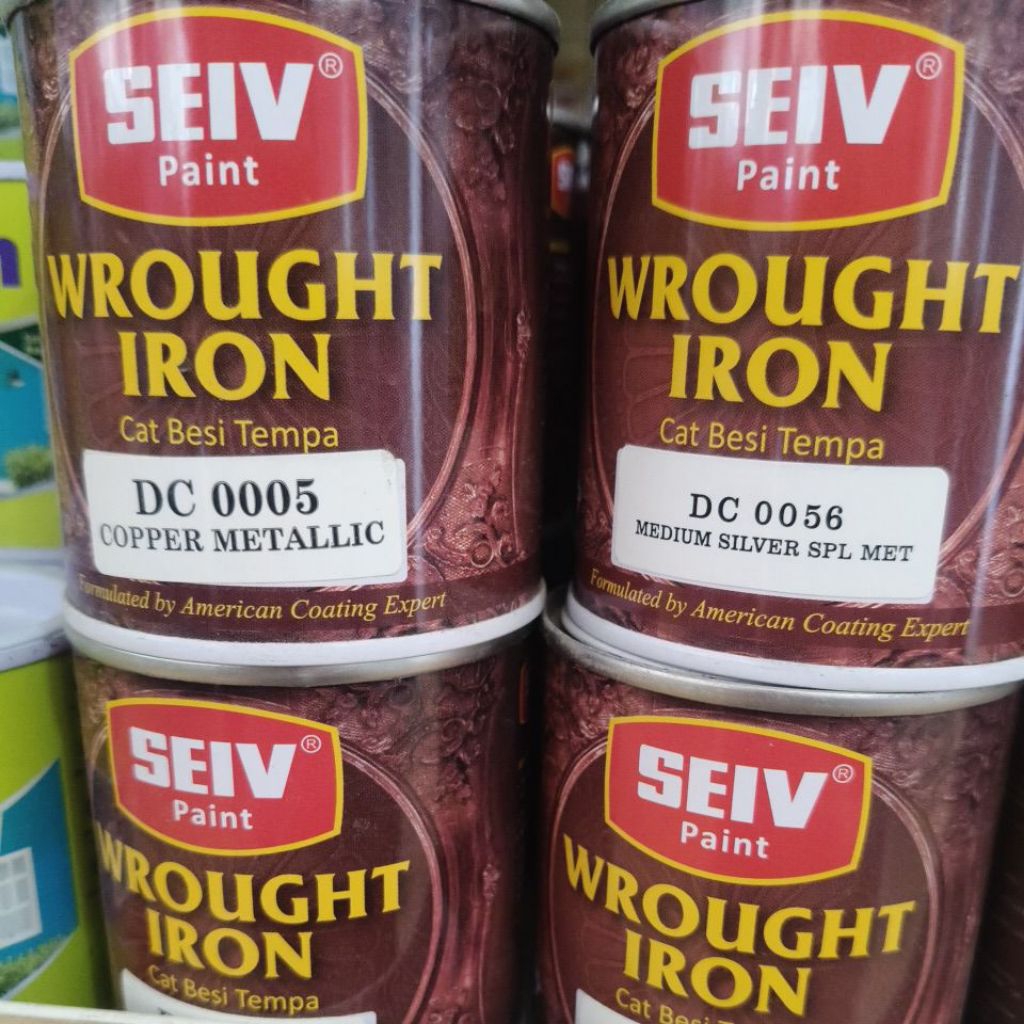 SEIV®
Paint
WROUGHT
IRON
Cat Besi Tempa
DC 0005
COPPER METALLIC
Formulated by American Coating Expert
SEIV®
Paint
WROUGHT
IRON
Cat Besi Tempa
DC 0056
MEDIUM SILVER SPL MET
Formulated by American Coating Expert
SEIV®
Paint
WROUGHT
IRON
Cat Besi Tempa
SEIV®
Paint
WROUGHT
IRON
Cat Besi